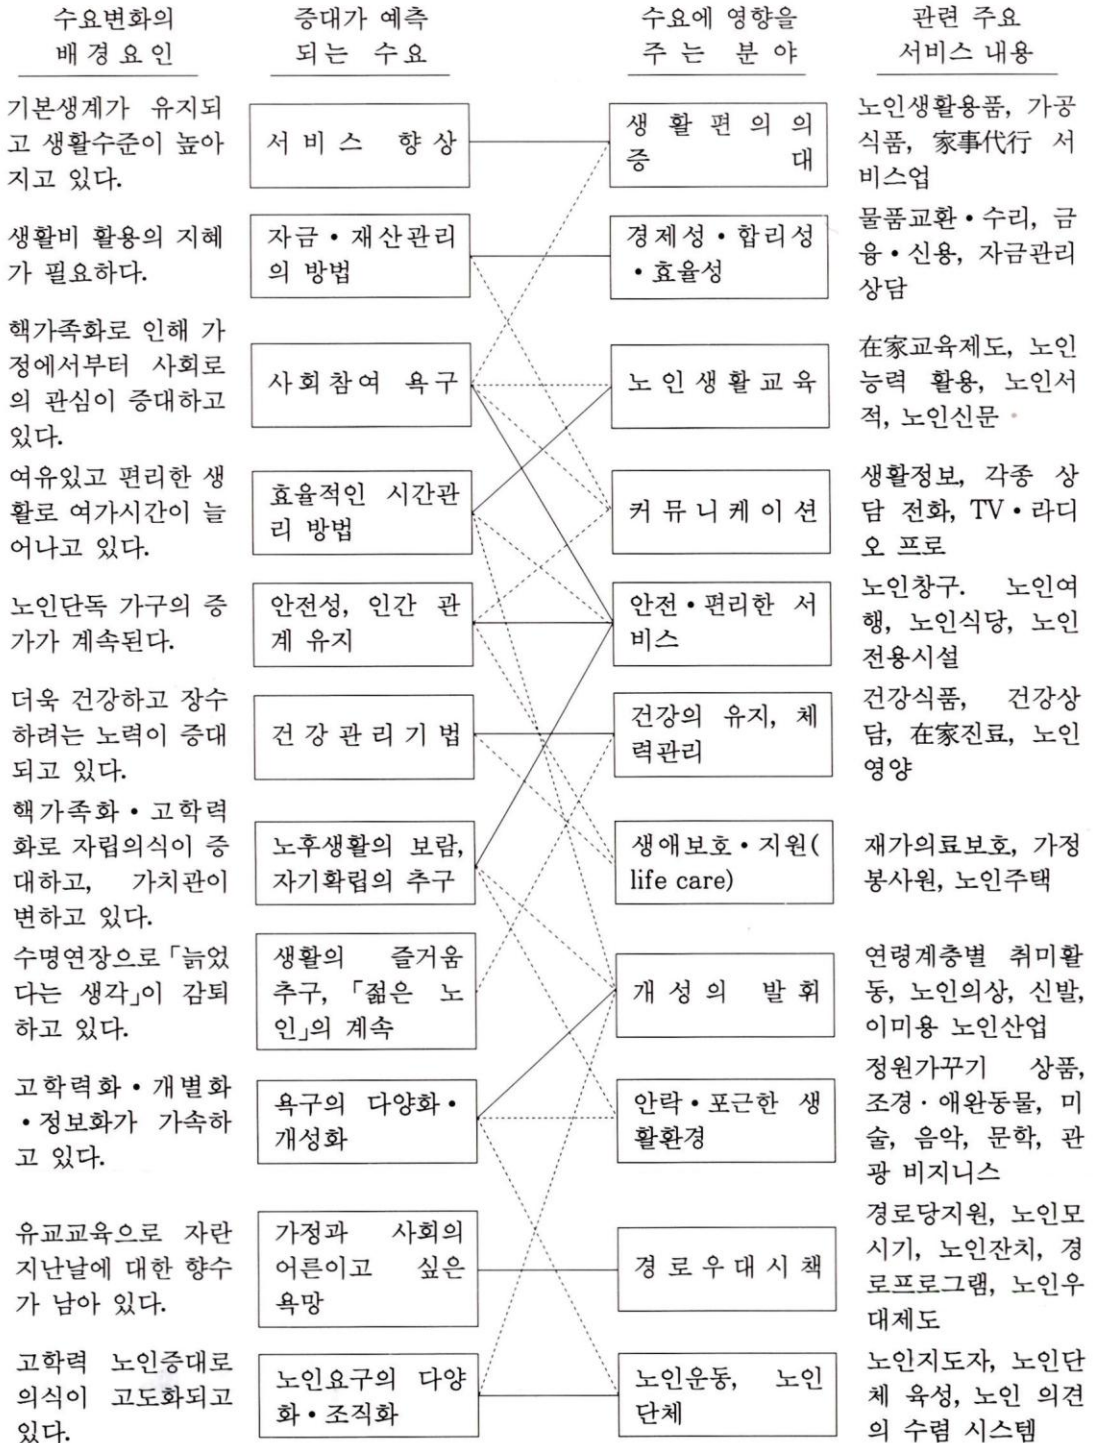 수요변화의
배경요인
증대가 예측
되는 수요
수요에 영향을
주는 분야
관련 주요
서비스 내용
기본생계가 유지되
고 생활수준이 높아
지고 있다.
서비스 향상
생활편의의
증대
노인생활용품, 가공
식품, 家事代行 서
비스업
생활비 활용의 지혜
가 필요하다.
자금・재산관리
의 방법
경제성・합리성
・효율성
물품교환・수리, 금
융・신용, 자금관리
상담
핵가족화로 인해 가
정에서부터 사회로
의 관심이 증대하고
있다.
사회참여 욕구
노인생활교육
在家교육제도, 노인
능력 활용, 노인서
적, 노인신문
여유있고 편리한 생
활로 여가시간이 늘
어나고 있다.
효율적인 시간관
리 방법
커뮤니케이션
생활정보, 각종 상
담 전화, TV・라디
오 프로
노인단독 가구의 증
가가 계속된다.
안전성, 인간 관
계 유지
안전・편리한 서
비스
노인창구. 노인여
행, 노인식당, 노인
전용시설
더욱 건강하고 장수
하려는 노력이 증대
되고 있다.
건강관리기법
건강의 유지, 체
력관리
건강식품, 건강상
담, 在家진료, 노인
영양
핵가족화・고학력
화로 자립의식이 증
대하고, 가치관이
변하고 있다.
노후생활의 보람,
자기확립의 추구
생애보호・지원(
life care)
재가의료보호, 가정
봉사원, 노인주택
수명연장으로 「늙었
다는 생각」이 감퇴
하고 있다.
생활의 즐거움
추구, 「젊은 노
인」의 계속
개성의 발휘
연령계층별 취미활
동, 노인의상, 신발,
이미용 노인산업
고학력화・개별화
・정보화가 가속하
고 있다.
욕구의 다양화・
개성화
안락・포근한 생
활환경
정원가꾸기 상품,
조경・애완동물, 미
술, 음악, 문학, 관
광 비지니스
유교교육으로 자란
지난날에 대한 향수
가 남아 있다.
가정과 사회의
어른이고 싶은
욕망
경로우대시책
경로당지원, 노인모
시기, 노인잔치, 경
로프로그램, 노인우
대제도
고학력 노인증대로
의식이 고도화되고
있다.
노인요구의 다양
화・조직화
노인운동, 노인
단체
노인지도자, 노인단
체 육성, 노인 의견
의 수렴 시스템